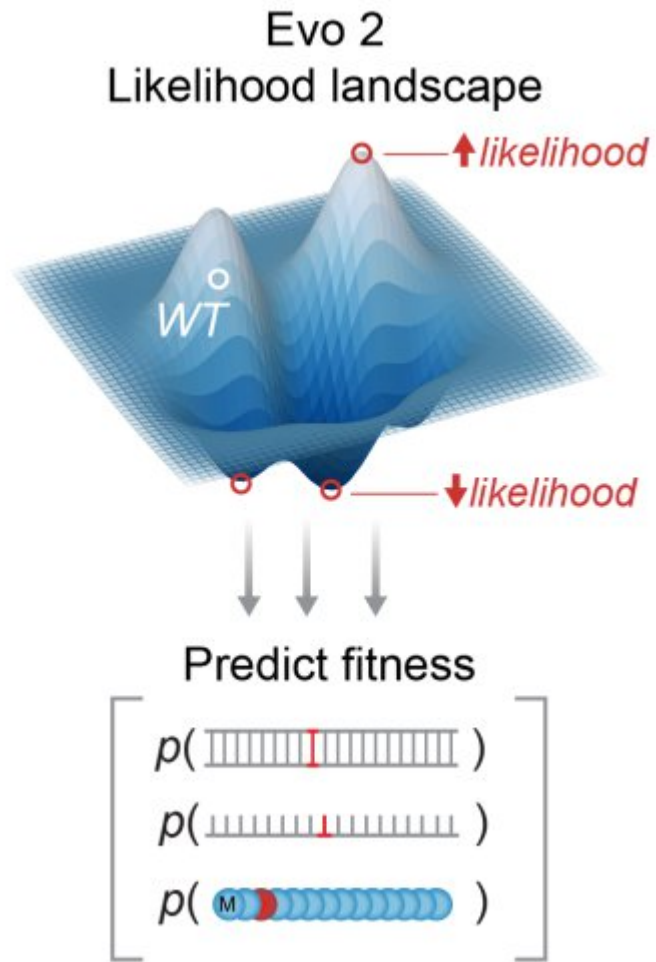 Evo 2
Likelihood landscape
↑likelihood
WT
↓likelihood
Predict fitness
p( )
p( )
p( M )